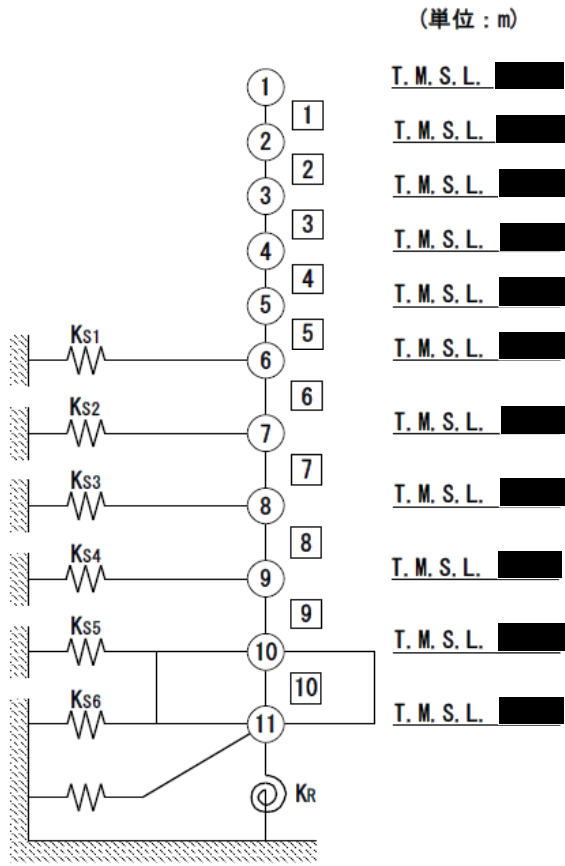 (単位:m)
1 T. M. S. L.
1
2 T. M. S. L.
2
3 T. M. S. L.
3
4 T. M. S. L.
4
5 T. M. S. L.
5
KS1 6 T. M. S. L.
6
KS2 7 T. M. S. L.
7
KS3 8 T. M. S. L.
8
KS4 9 T. M. S. L.
9
KS5 10 T. M. S. L.
10
KS6 11 T. M. S. L.
KR